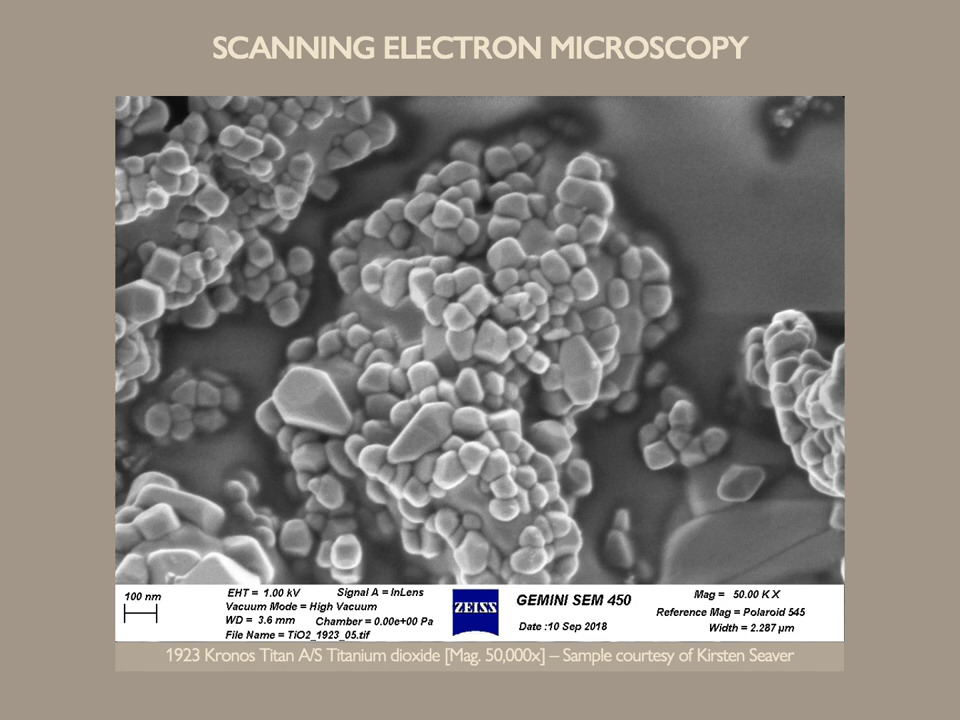 SCANNING ELECTRON MICROSCOPY
100 nm
EHT = 1.00 kV Signal A = InLens
Vacuum Mode = High Vacuum
WD = 3.6 mm Chamber = 0.00e+00 Pa
File Name = TiO2_1923_05.tif
ZEISS
GEMINI SEM 450
Date :10 Sep 2018
Mag = 50.00 K X
Reference Mag = Polaroid 545
Width = 2.287 µm
1923 Kronos Titan A/S Titanium dioxide [Mag. 50,000x] – Sample courtesy of Kirsten Seaver